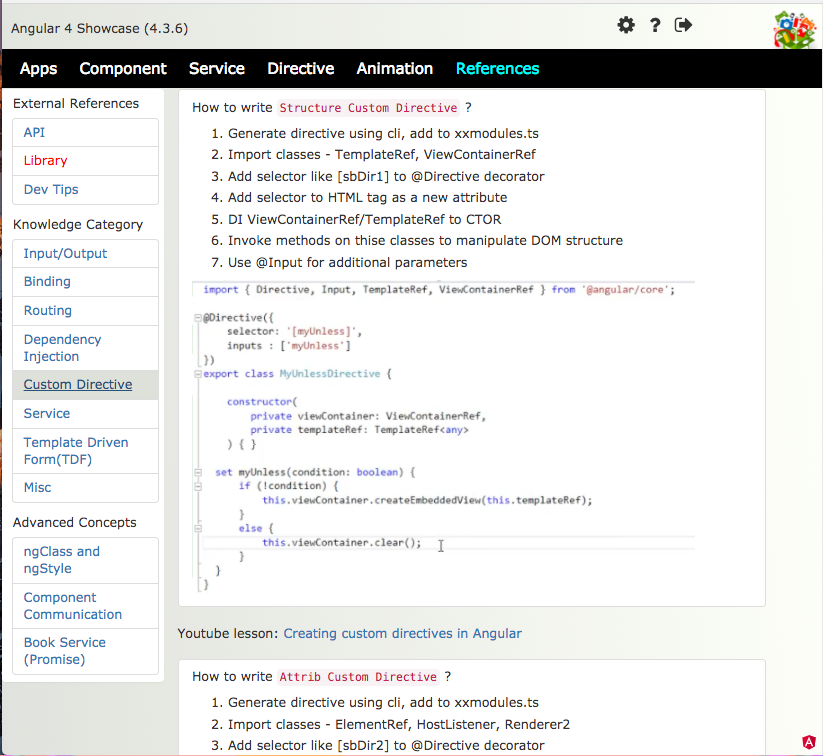 Angular 4 Showcase (4.3.6)
?
Apps Component Service Directive Animation References
External References
API
Library
Dev Tips
Knowledge Category
Input/Output
Binding
Routing
Dependency
Injection
Custom Directive
Service
Template Driven
Form(TDF)
Misc
Advanced Concepts
ngClass and
ngStyle
Component
Communication
Book Service
(Promise)
How to write Structure Custom Directive ?
1. Generate directive using cli, add to xxmodules.ts
2. Import classes - TemplateRef, ViewContainerRef
3. Add selector like [sbDir1] to @Directive decorator
4. Add selector to HTML tag as a new attribute
5. DI ViewContainerRef/TemplateRef to CTOR
6. Invoke methods on thise classes to manipulate DOM structure
7. Use @Input for additional parameters
import { Directive, Input, TemplateRef, ViewContainerRef } from '@angular/core';
@Directive({
selector: '[myUnless]',
inputs : ['myUnless']
})
export class MyUnlessDirective {
constructor(
private viewContainer: ViewContainerRef,
private templateRef: TemplateRef<any>
) { }
set myUnless(condition: boolean) {
if (!condition) {
this.viewContainer.createEmbeddedView(this.templateRef);
}
else {
this.viewContainer.clear();
}
}
}
Youtube lesson: Creating custom directives in Angular
How to write Attrib Custom Directive ?
1. Generate directive using cli, add to xxmodules.ts
2. Import classes - ElementRef, HostListener, Renderer2
3. Add selector like [sbDir2] to @Directive decorator
A